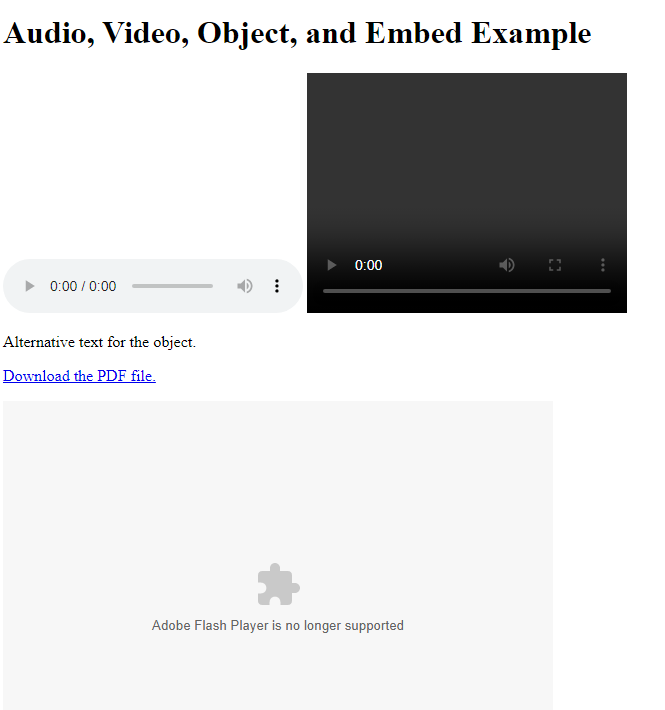 Audio, Video, Object, and Embed Example
0:00 / 0:00
0:00
Alternative text for the object.
Download the PDF file.
Adobe Flash Player is no longer supported